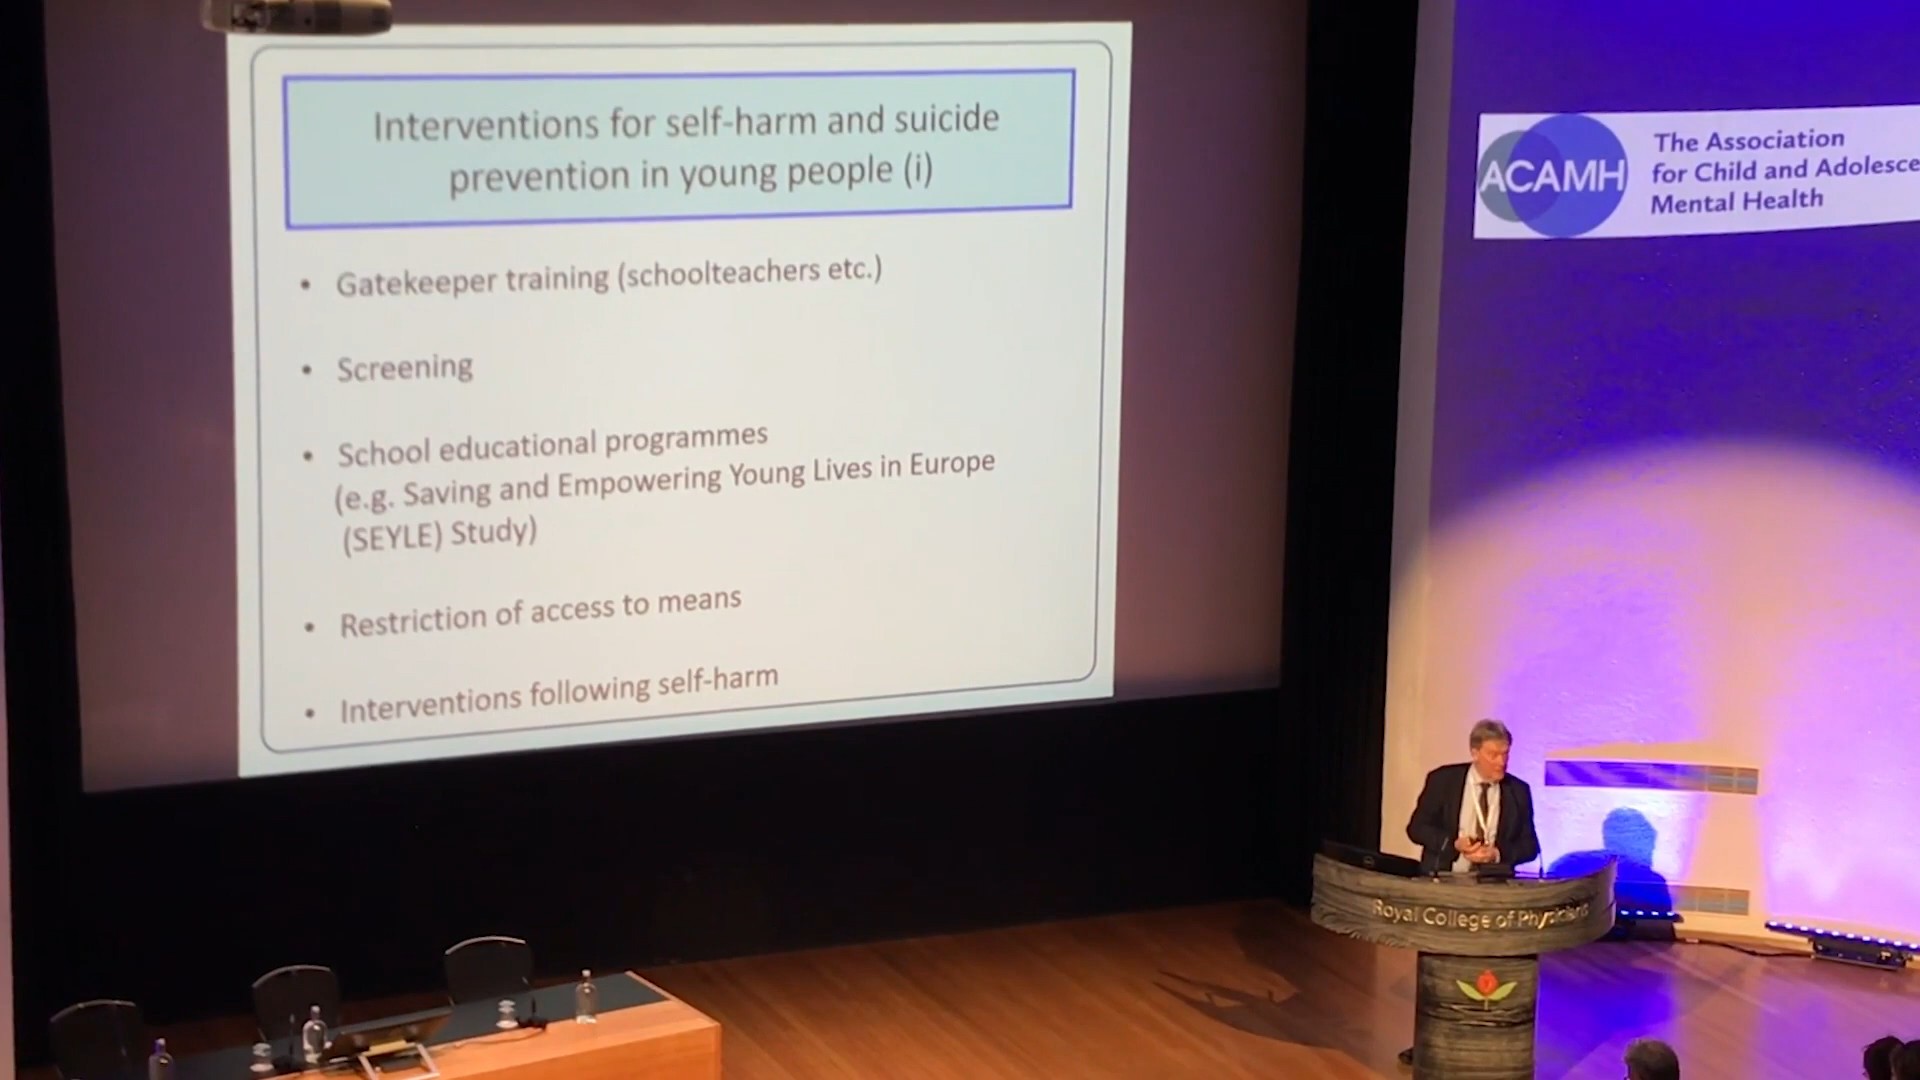 Interventions for self-harm and suicide
prevention in young people (i)
• Gatekeeper training (schoolteachers etc.)
• Screening
• School educational programmes
(e.g. Saving and Empowering Young Lives in Europe
(SEYLE) Study)
• Restriction of access to means
• Interventions following self-harm
ACAMH
The Association
for Child and Adolesce
Mental Health
Royal College of Physicians